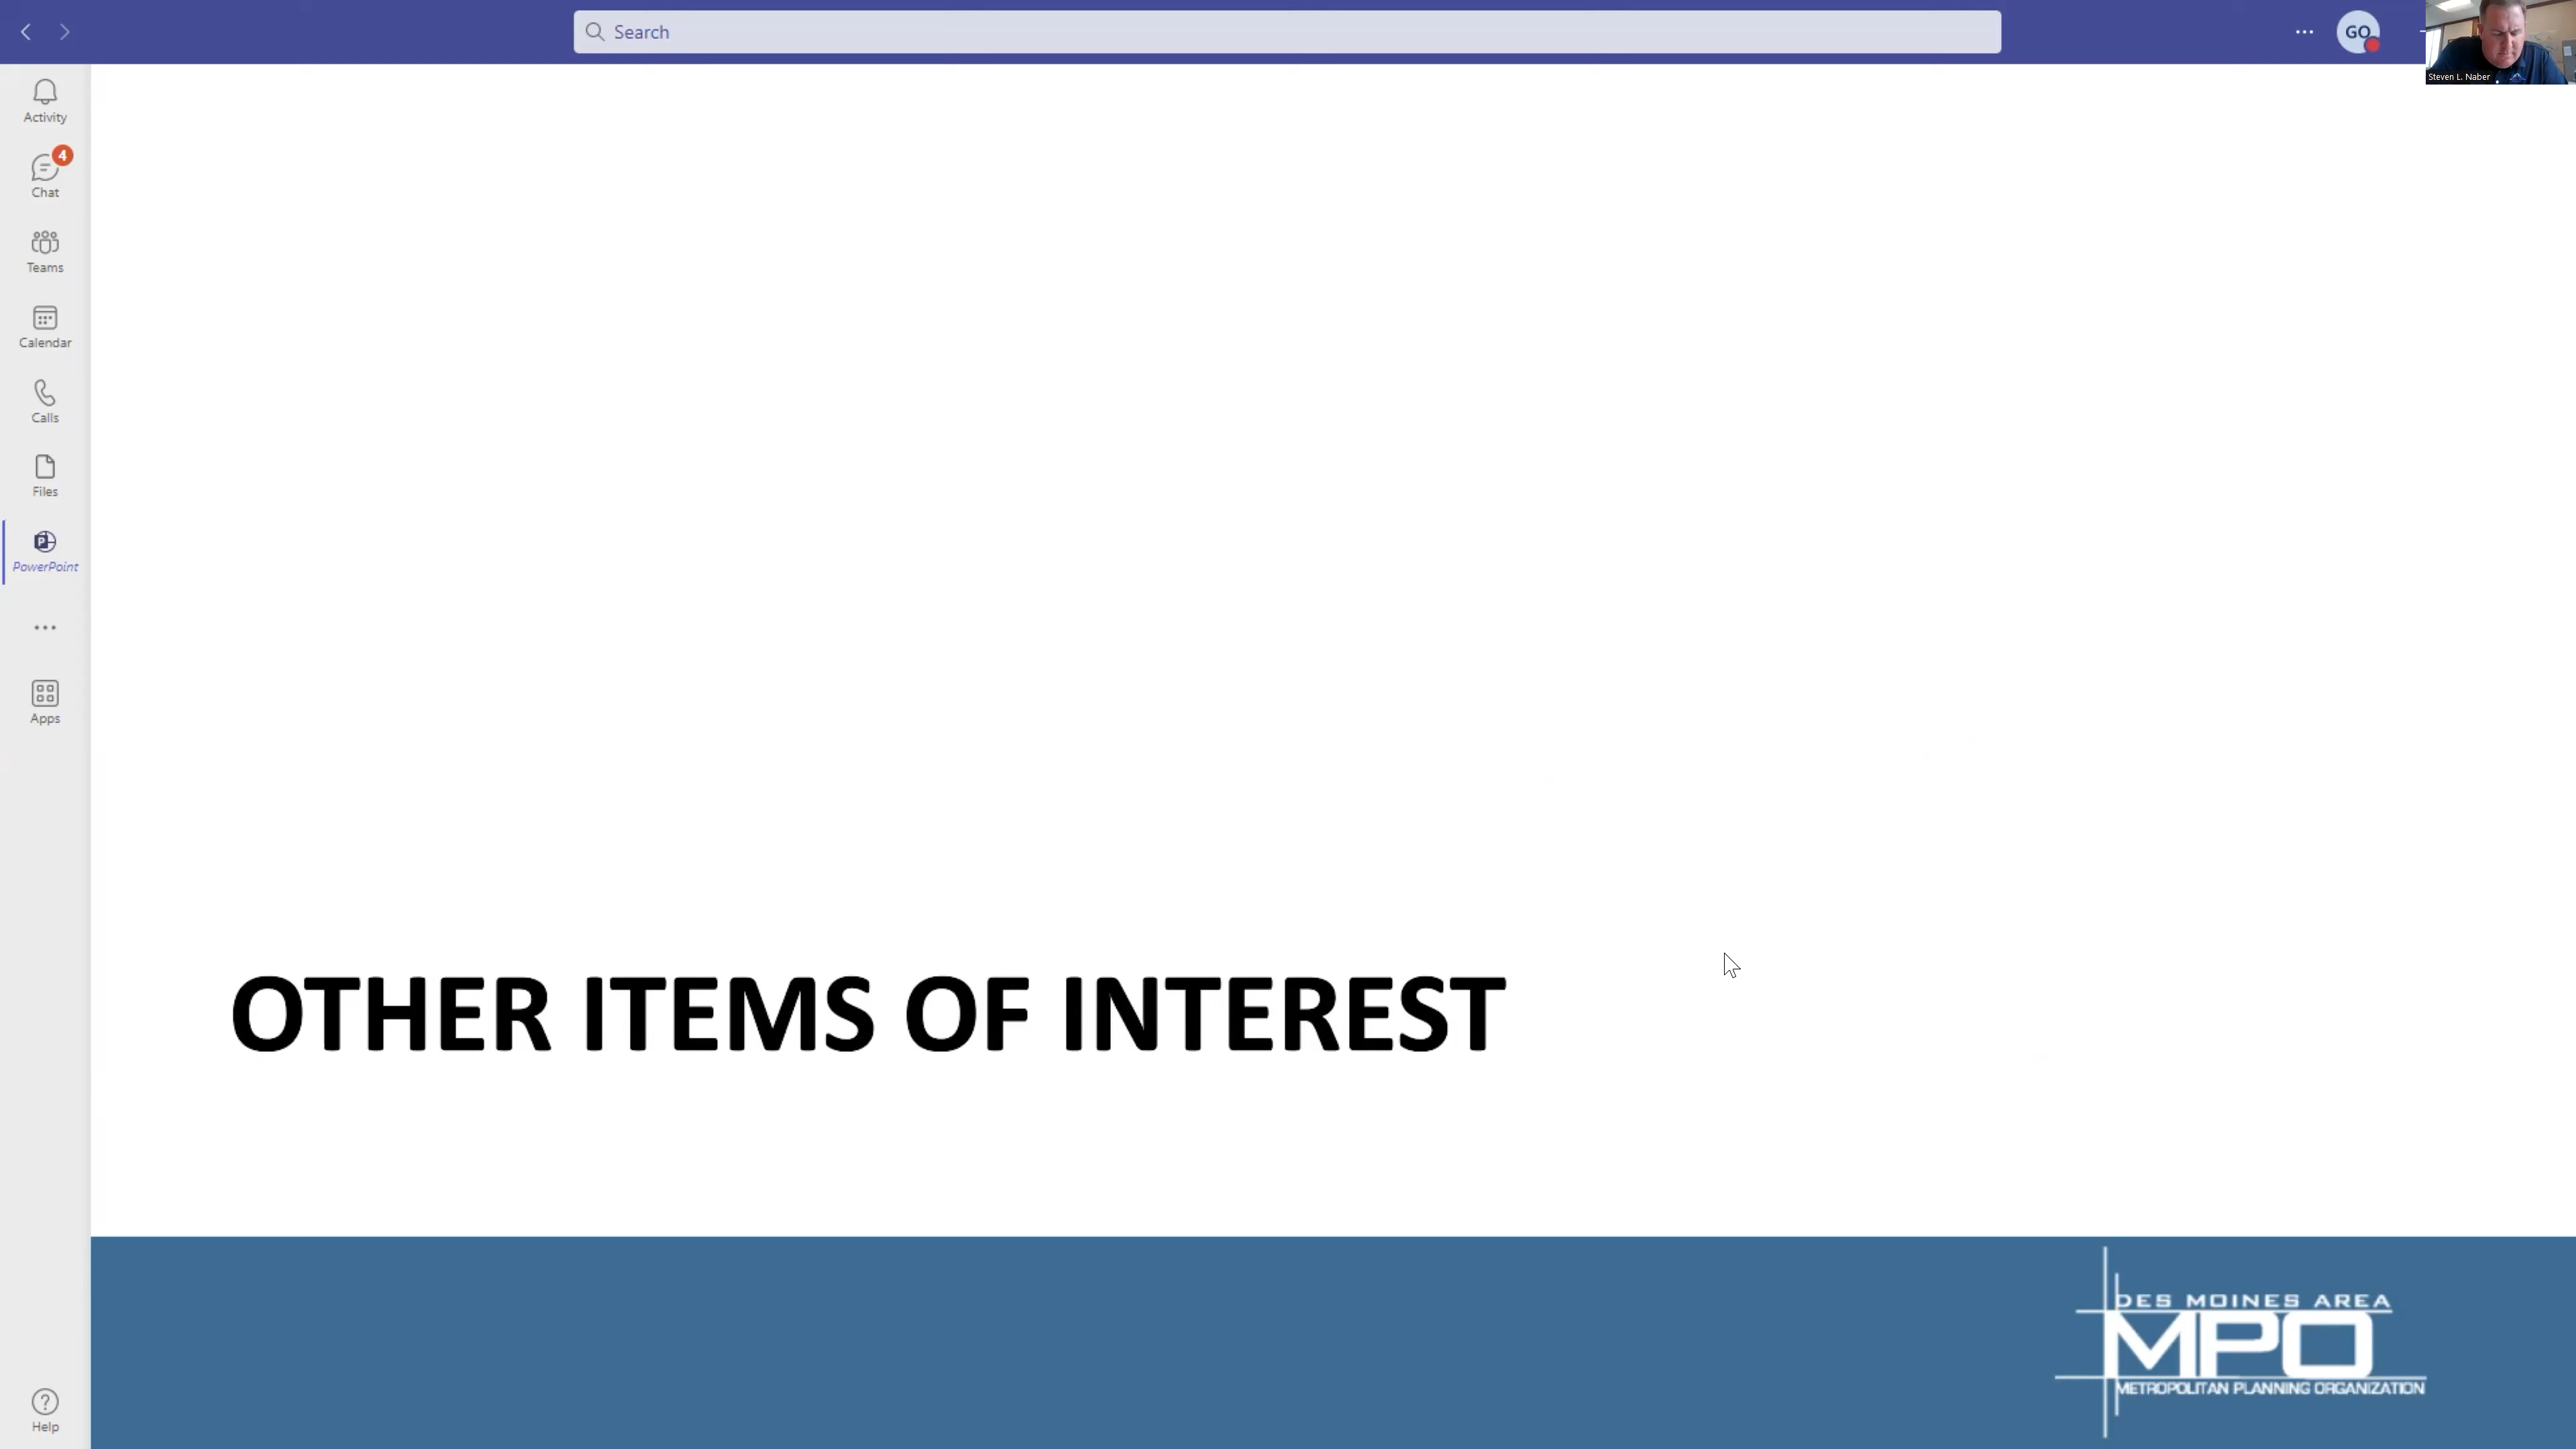 Search
GO
Steven L. Naber
Activity
4
Chat
Teams
Calendar
Calls
Files
PowerPoint
Apps
OTHER ITEMS OF INTEREST
DES MOINES AREA
MPO
METROPOLITAN PLANNING ORGANIZATION
Help